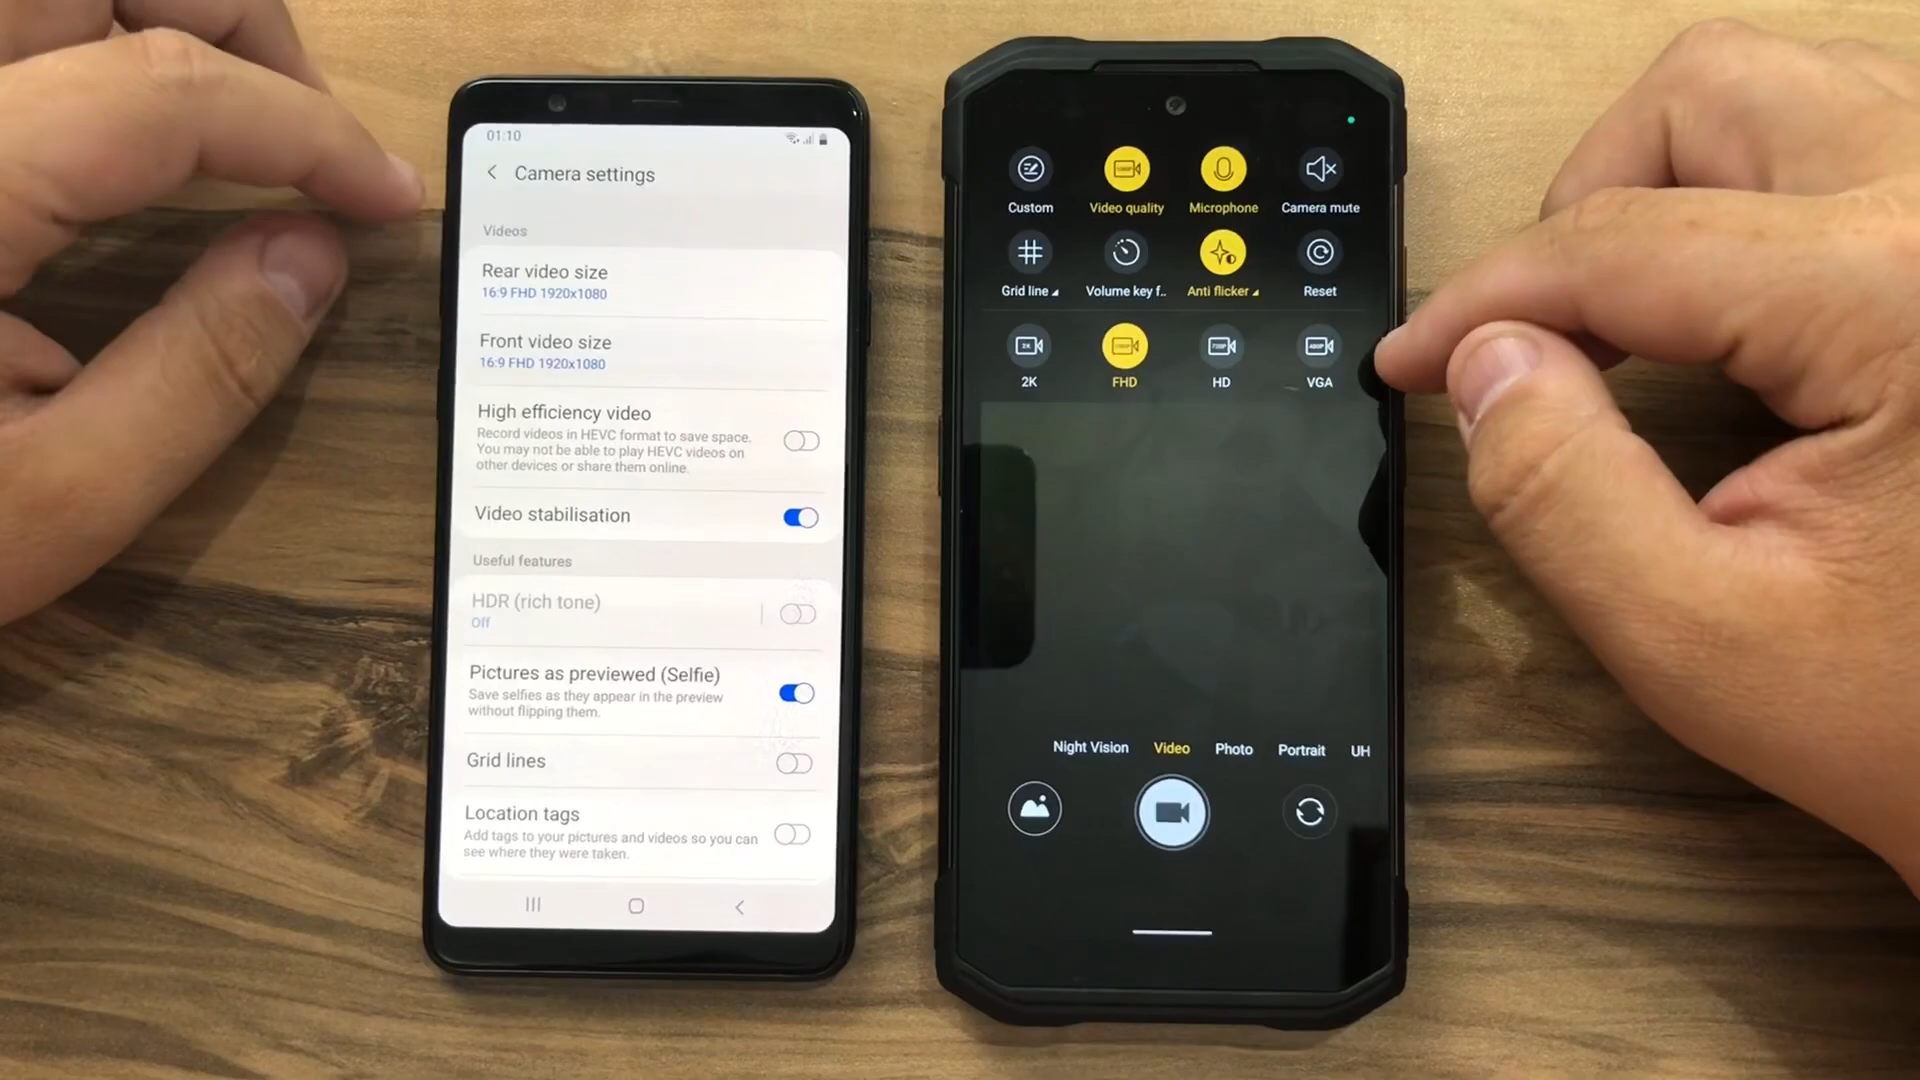 01:10
Camera settings
Videos
Rear video size
16:9 FHD 1920x1080
Front video size
16:9 FHD 1920x1080
High efficiency video
Record videos in HEVC format to save space.
You may not be able to play HEVC videos on
other devices or share them online.
Video stabilisation
Useful features
HDR (rich tone)
Off
Pictures as previewed (Selfie)
Save selfies as they appear in the preview
without flipping them.
Grid lines
Location tags
Add tags to your pictures and videos so you can
see where they were taken.
Custom Video quality Microphone Camera mute
Grid line Volume key f.. Anti flicker Reset
2K FHD HD VGA
Night Vision Video Photo Portrait UH